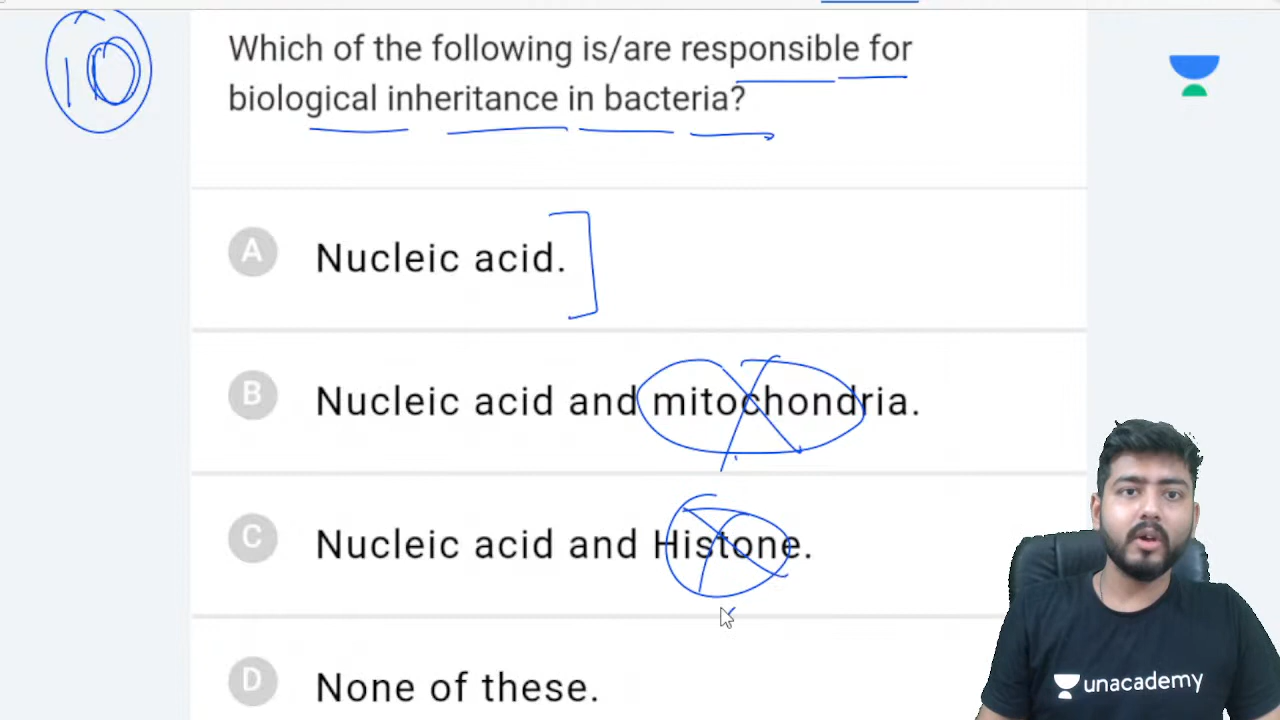 10
Which of the following is/are responsible for
biological inheritance in bacteria?
A
Nucleic acid.
B
Nucleic acid and mitochondria.
C
Nucleic acid and Histone.
D
None of these.
unacademy